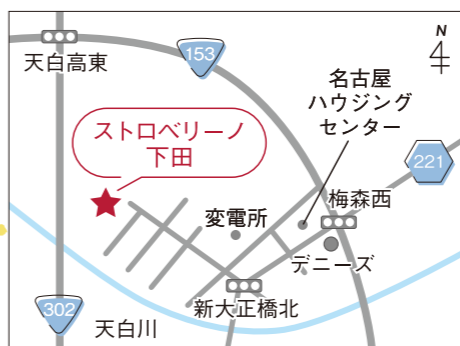 N
天白高東
153
名古屋
ハウジング
センター
ストロベリーノ
下田
221
梅森西
変電所
デニーズ
新大正橋北
302
天白川